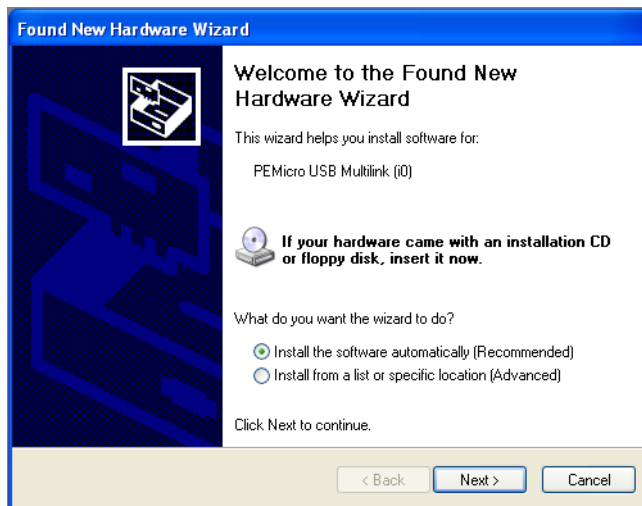 Found New Hardware Wizard
Welcome to the Found New
Hardware Wizard
This wizard helps you install software for:
PEMicro USB Multilink (i0)
If your hardware came with an installation CD
or floppy disk, insert it now.
What do you want the wizard to do?
Install the software automatically (Recommended)
Install from a list or specific location (Advanced)
Click Next to continue.
< Back
Next >
Cancel